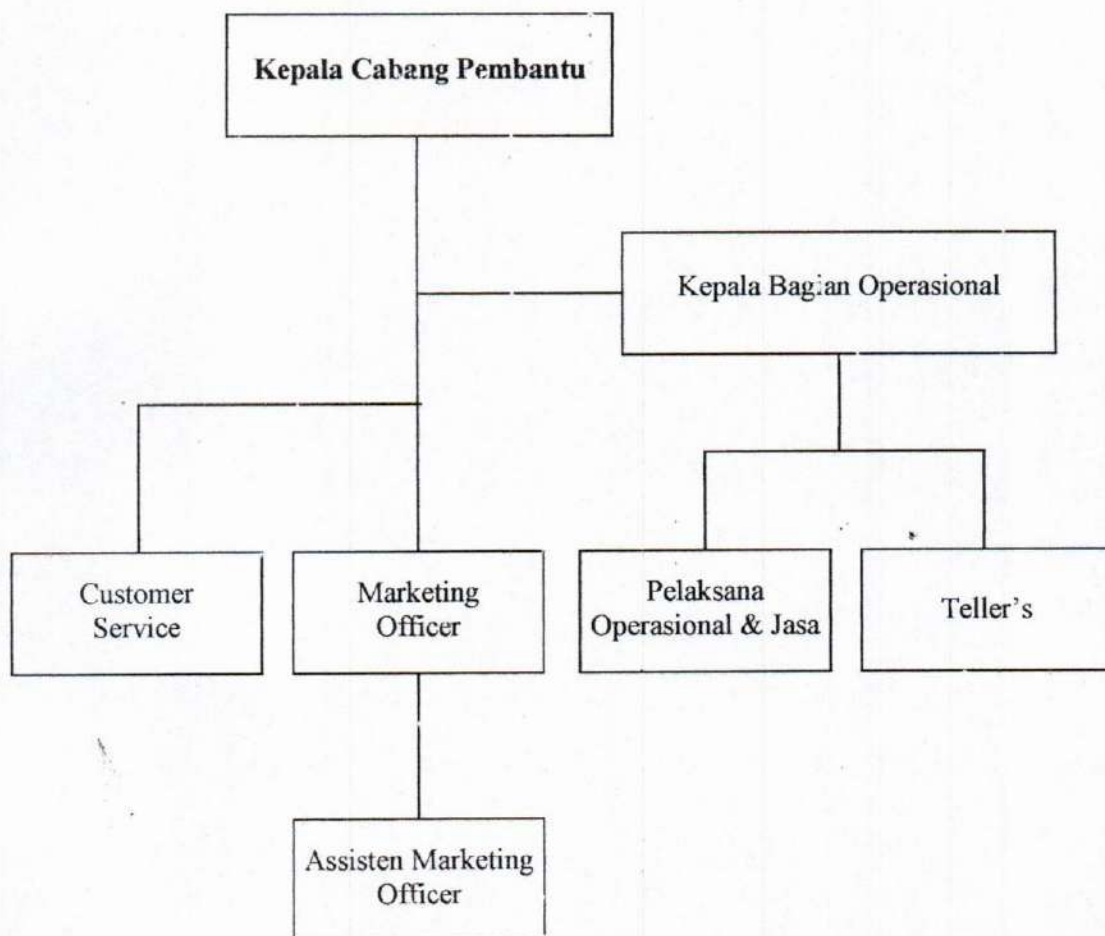 Kepala Cabang Pembantu
Kepala Bagian Operasional
Customer
Service
Marketing
Officer
Pelaksana
Operasional & Jasa
Teller’s
Assisten Marketing
Officer